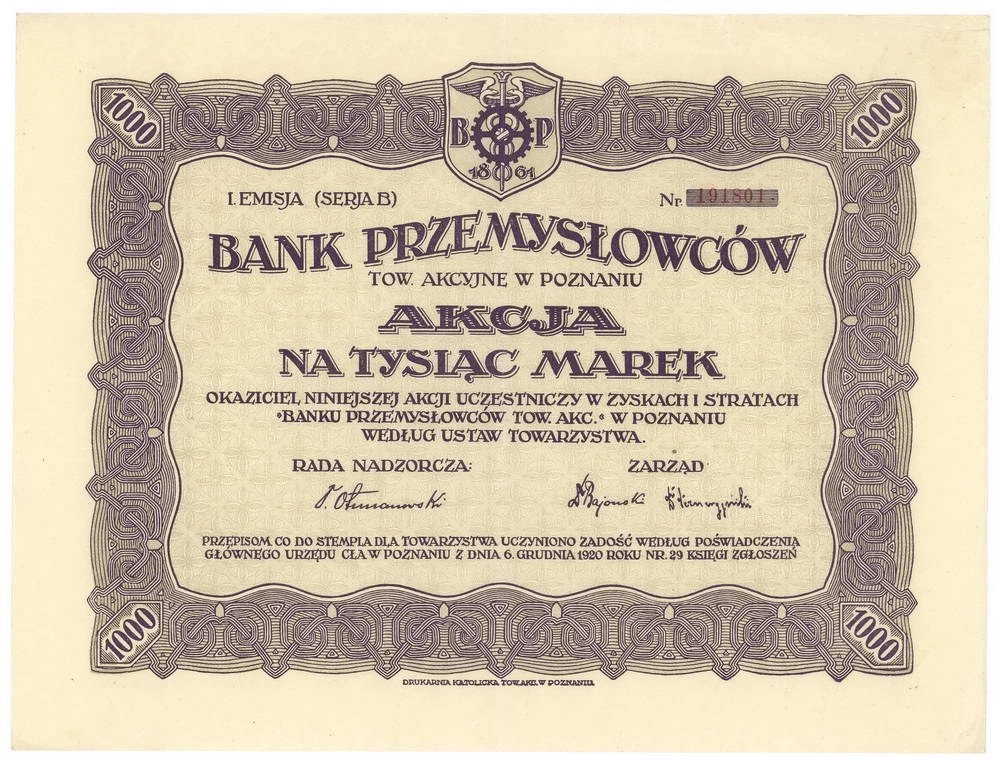 1000
1000
B P
1861
I. EMISJA (SERJA B)
Nr. 191801.
BANK PRZEMYSŁOWCÓW
TOW. AKCYJNE W POZNANIU
AKCJA
NA TYSIĄC MAREK
OKAZICIEL NINIEJSZEJ AKCJI UCZĘSTNICZY W ZYSKACH I STRATACH
"BANKU PRZEMYSŁOWCÓW TOW. AKC." W POZNANIU
WEDŁUG USTAW TOWARZYSTWA.
RADA NADZORCZA:
ZARZĄD
PRZEPISOM CO DO STEMPLA DLA TOWARZYSTWA UCZYNIONO ZADOŚĆ WEDŁUG POŚWIADCZENIA
GŁÓWNEGO URZĘDU CŁA W POZNANIU Z DNIA 6. GRUDNIA 1920 ROKU NR. 29 KSIĘGI ZGŁOSZEŃ
1000
1000
DRUKARNIA KATOLICKA TOW. AKC. W POZNANIU